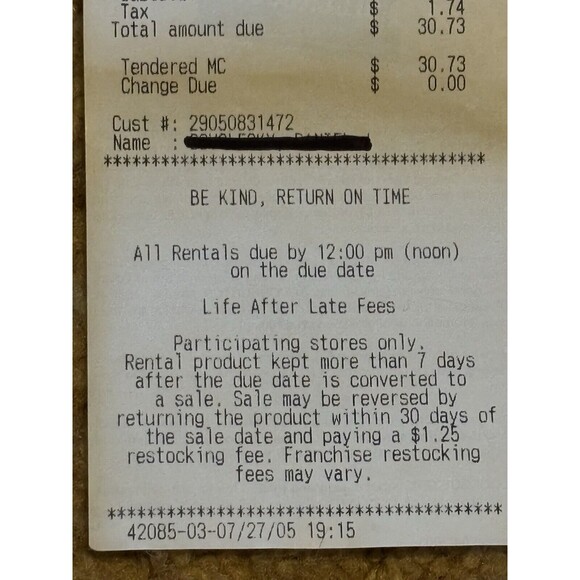 Tax $ 1.74
Total amount due $ 30.73
Tendered MC $ 30.73
Change Due $ 0.00
Cust #: 29050831472
Name :
****************************************
BE KIND, RETURN ON TIME
All Rentals due by 12:00 pm (noon)
on the due date
Life After Late Fees
Participating stores only.
Rental product kept more than 7 days
after the due date is converted to
a sale. Sale may be reversed by
returning the product within 30 days of
the sale date and paying a $1.25
restocking fee. Franchise restocking
fees may vary.
****************************************
42085-03-07/27/05 19:15